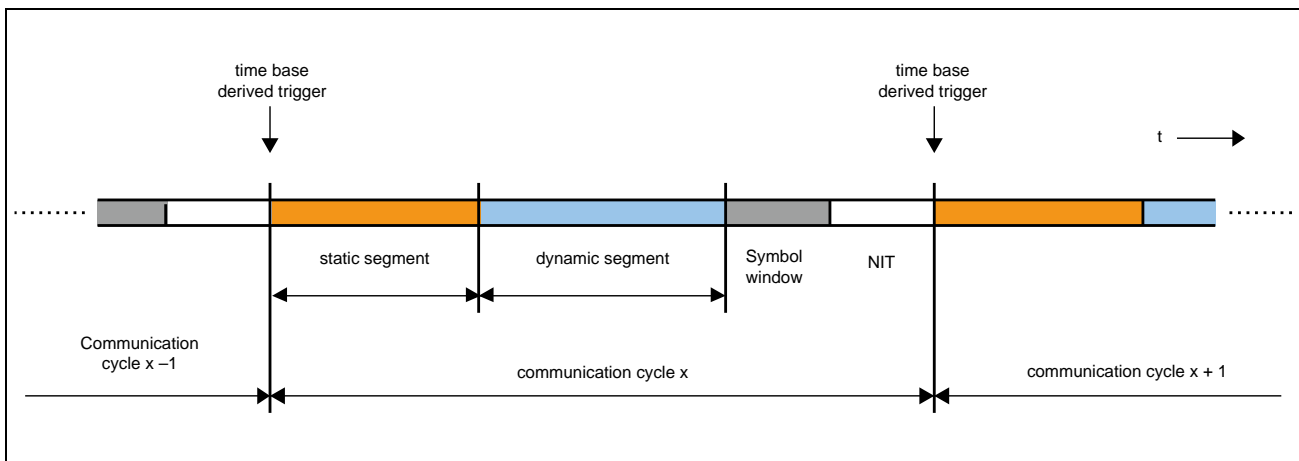 time base
derived trigger
time base
derived trigger
t
static segment
dynamic segment
Symbol
window
NIT
Communication
cycle x –1
communication cycle x
communication cycle x + 1